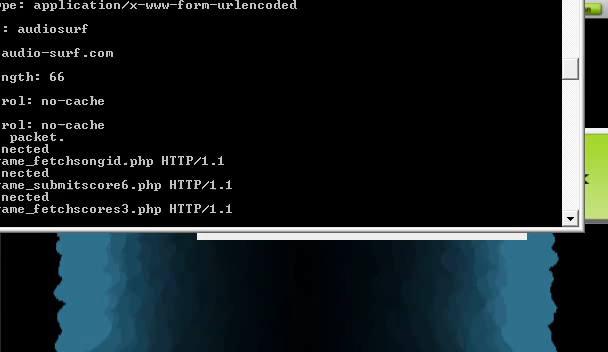 ype: application/x-www-form-urlencoded
: audiosurf
audio-surf.com
ngth: 66
rol: no-cache
rol: no-cache
packet.
nected
ame_fetchsongid.php HTTP/1.1
nected
ame_submitscore6.php HTTP/1.1
nected
ame_fetchscores3.php HTTP/1.1